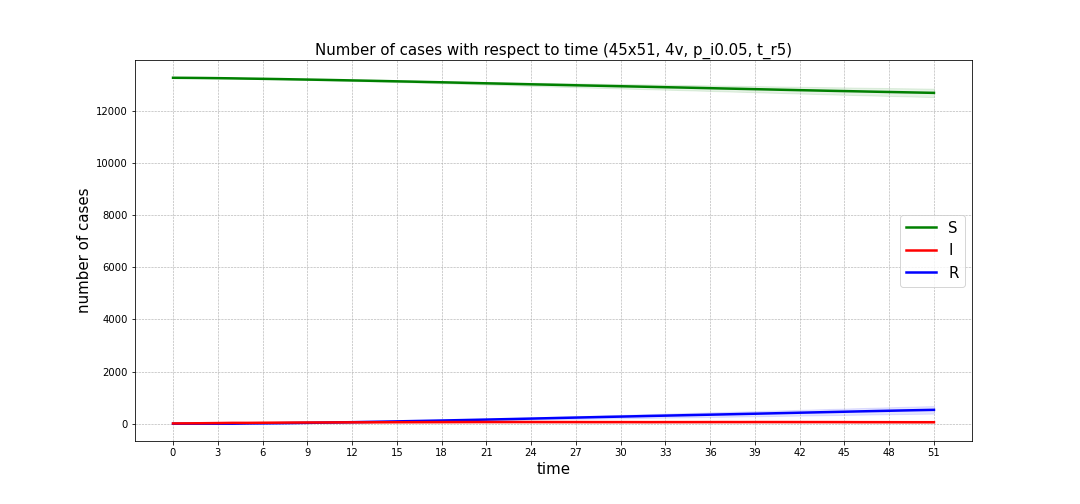 Number of cases with respect to time (45x51, 4v, p_i0.05, t_r5)
number of cases
12000
10000
8000
6000
4000
2000
0
S
I
R
0 3 6 9 12 15 18 21 24 27 30 33 36 39 42 45 48 51
time